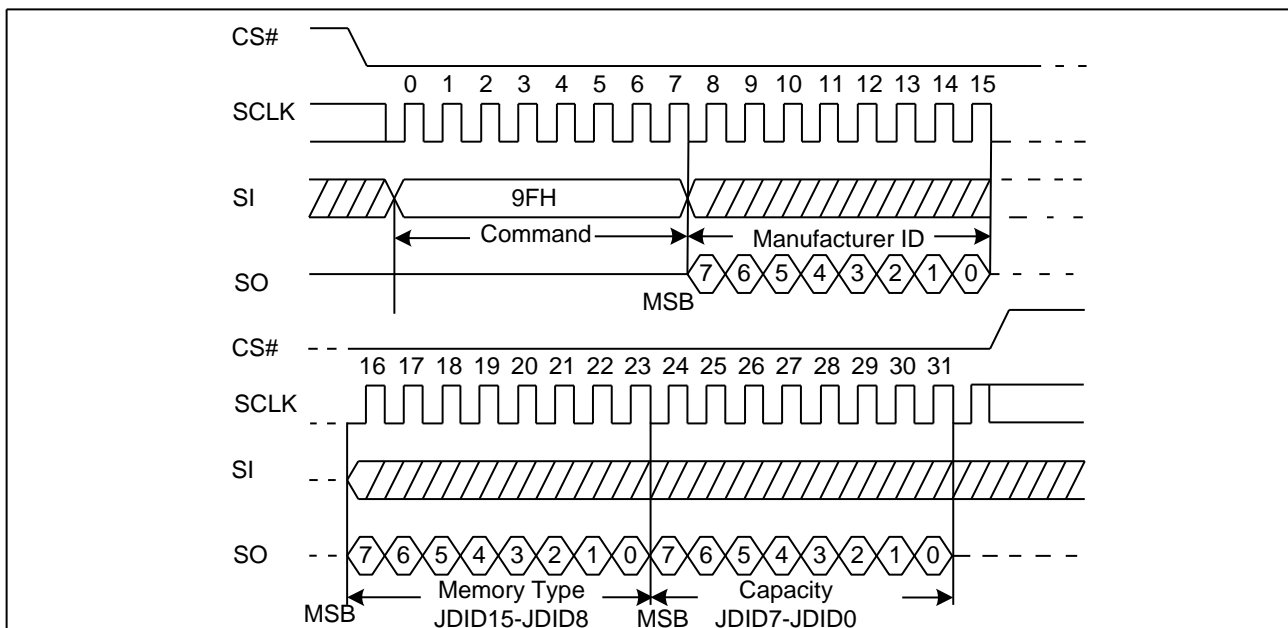 CS#
0 1 2 3 4 5 6 7 8 9 10 11 12 13 14 15
SCLK
SI 9FH
Command Manufacturer ID
SO 7 6 5 4 3 2 1 0
MSB
CS#
16 17 18 19 20 21 22 23 24 25 26 27 28 29 30 31
SCLK
SI
SO 7 6 5 4 3 2 1 0 7 6 5 4 3 2 1 0
Memory Type Capacity
MSB JDID15-JDID8 MSB JDID7-JDID0